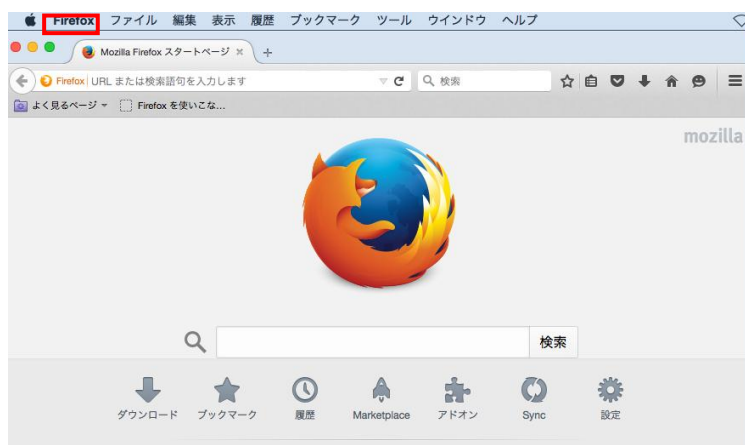 Firefox ファイル 編集 表示 履歴 ブックマーク ツール ウインドウ ヘルプ
Mozilla Firefox スタートページ
Firefox URL または検索語句を入力します 検索
よく見るページ Firefox を使いこな...
mozilla
検索
ダウンロード ブックマーク 履歴 Marketplace アドオン Sync 設定